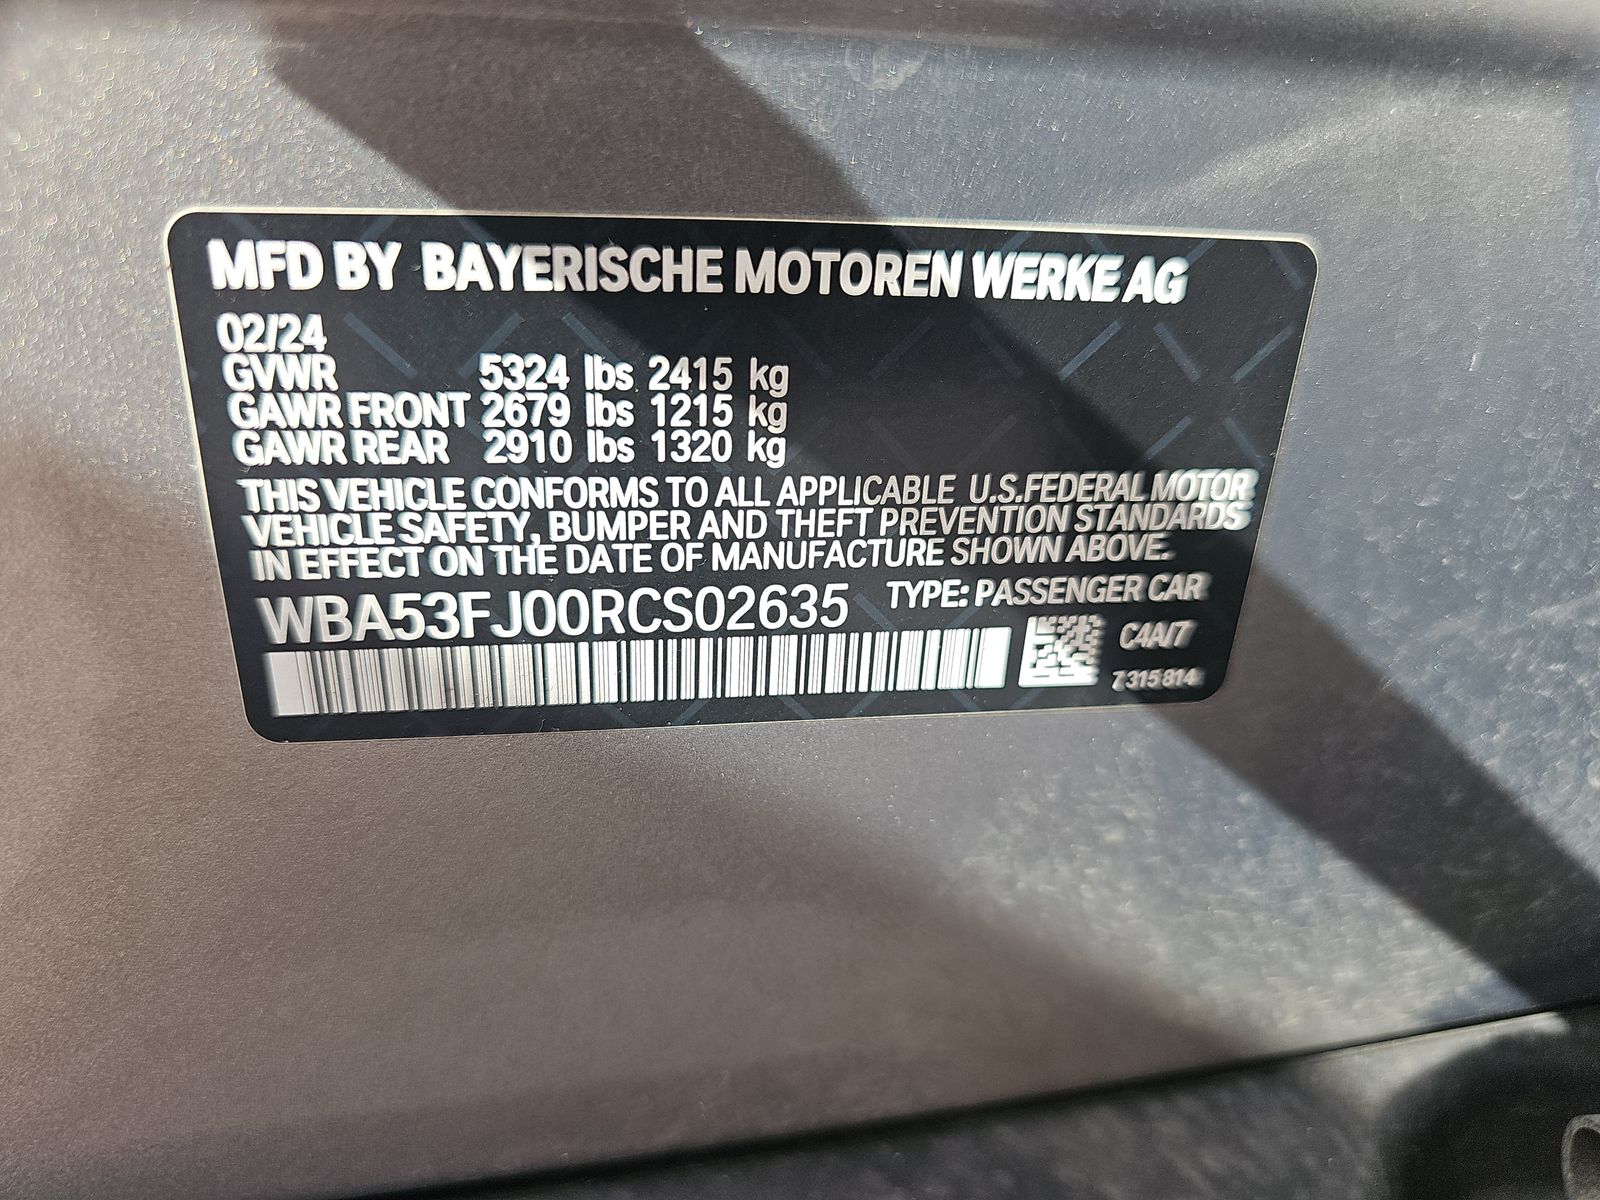 MFD BY BAYERISCHE MOTOREN WERKE AG
02/24
GVWR 5324 lbs 2415 kg
GAWR FRONT 2679 lbs 1215 kg
GAWR REAR 2910 lbs 1320 kg
THIS VEHICLE CONFORMS TO ALL APPLICABLE U.S.FEDERAL MOTOR
VEHICLE SAFETY, BUMPER AND THEFT PREVENTION STANDARDS
IN EFFECT ON THE DATE OF MANUFACTURE SHOWN ABOVE.
WBA53FJ00RCS02635 TYPE: PASSENGER CAR
C4A/7
7 315 814